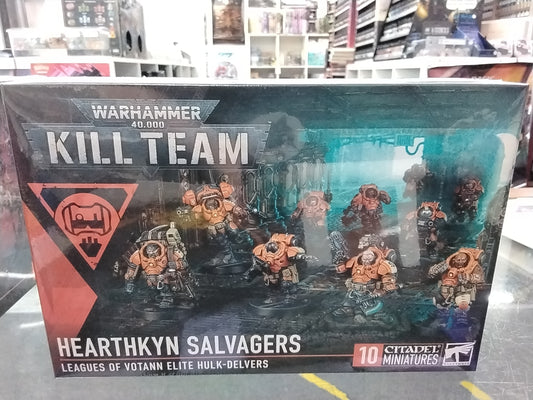 WARHAMMER
40,000
KILL TEAM
HEARTHKYN SALVAGERS
LEAGUES OF VOTANN ELITE HULK-DELVERS
10 CITADEL
MINIATURES